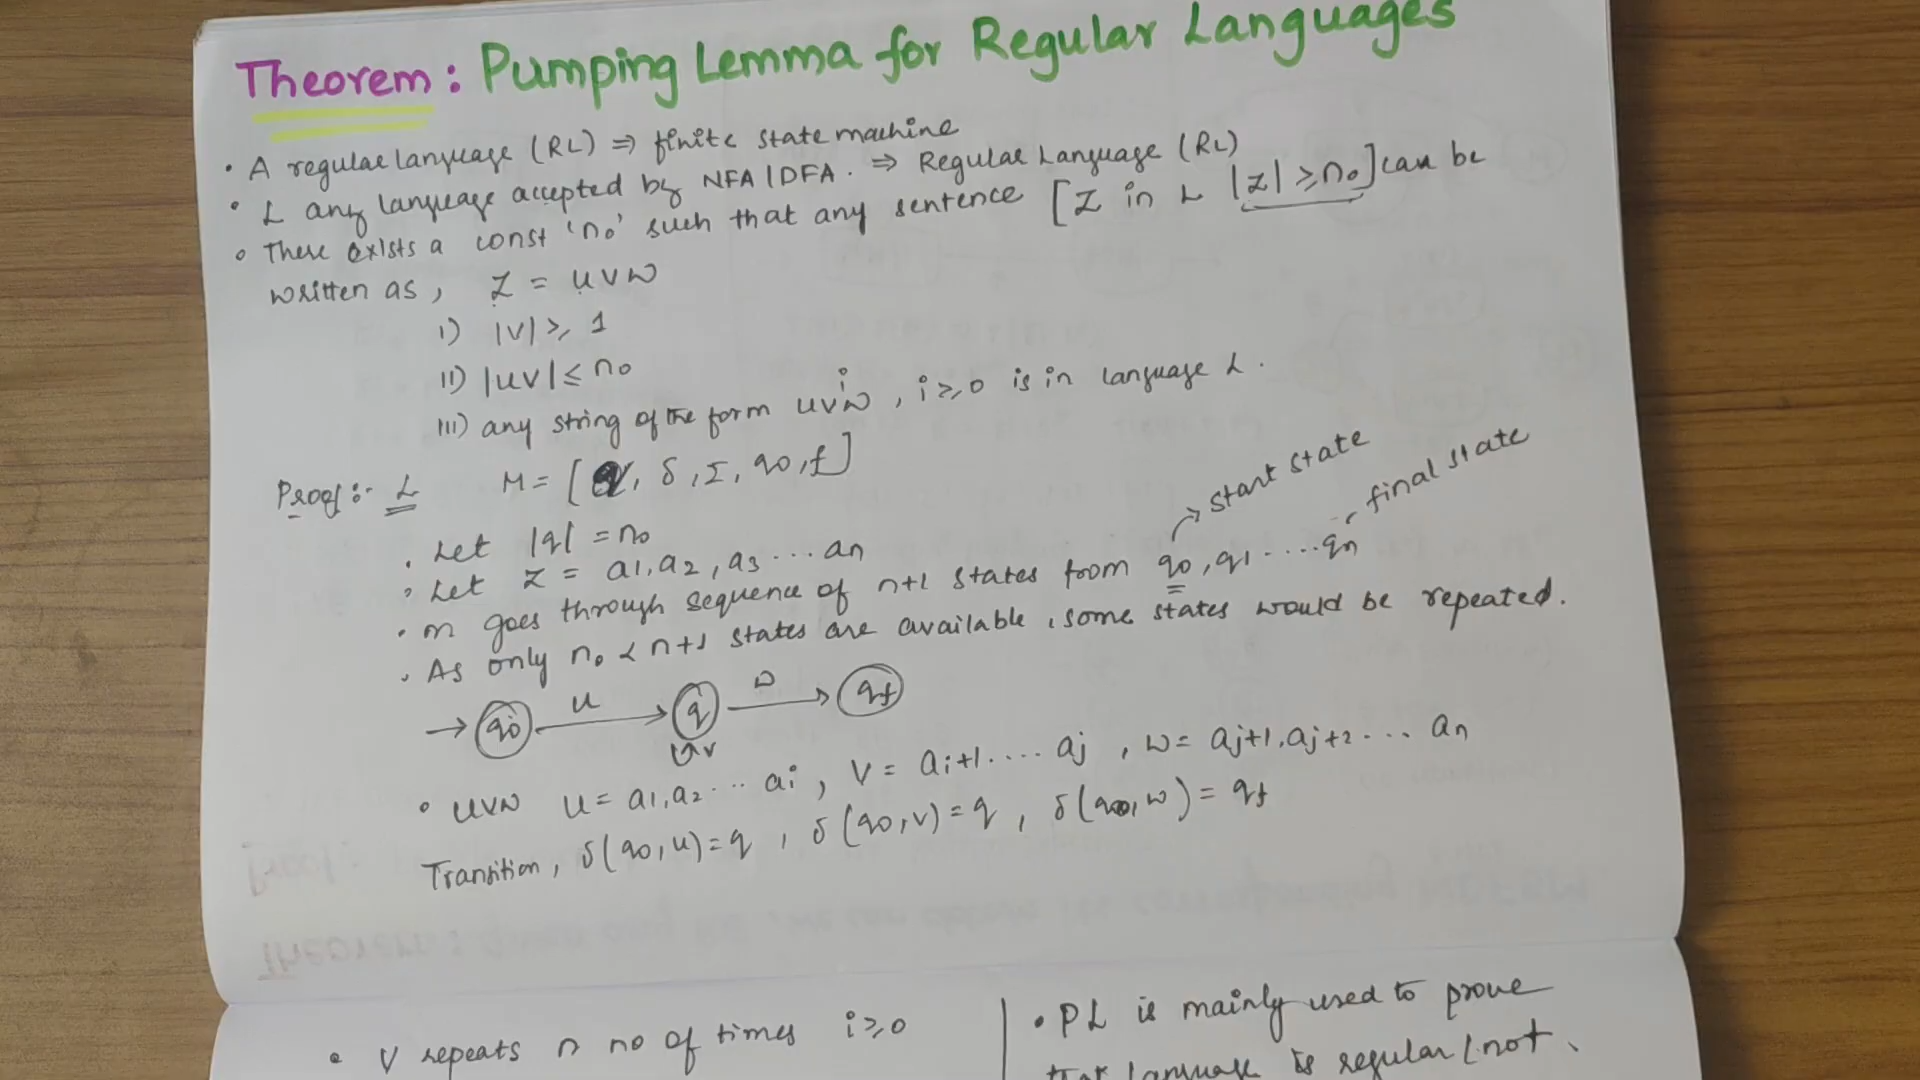 Theorem: Pumping Lemma for Regular Languages
• A regular language (RL) ⇒ finite state machine
• L any language accepted by NFA|DFA. ⇒ Regular Language (RL)
• There exists a const 'n₀' such that any sentence [Z in L |z| ≥ n₀] can be
written as, Z = uvw
i) |v| ≥ 1
ii) |uv| ≤ n₀
iii) any string of the form uvⁱw, i ≥ 0 is in language L.
Proof:- L M = [q, δ, Σ, q0, f]
• Let |q| = n₀
• Let z = a1, a2, a3 ... an
• m goes through sequence of n+1 states from q0, q1 .... qn
start state
final state
• As only n₀ < n+1 states are available, some states would be repeated.
→ q0 u → q w → qf
v
• uvw u = a1, a2 ... ai, v = ai+1 .... aj, w = aj+1, aj+2 ... an
Transition, δ(q0, u) = q, δ(q0, v) = q, δ(q0, w) = qf
• V repeats n no of times i ≥ 0
• PL is mainly used to prove
that language is regular/not.